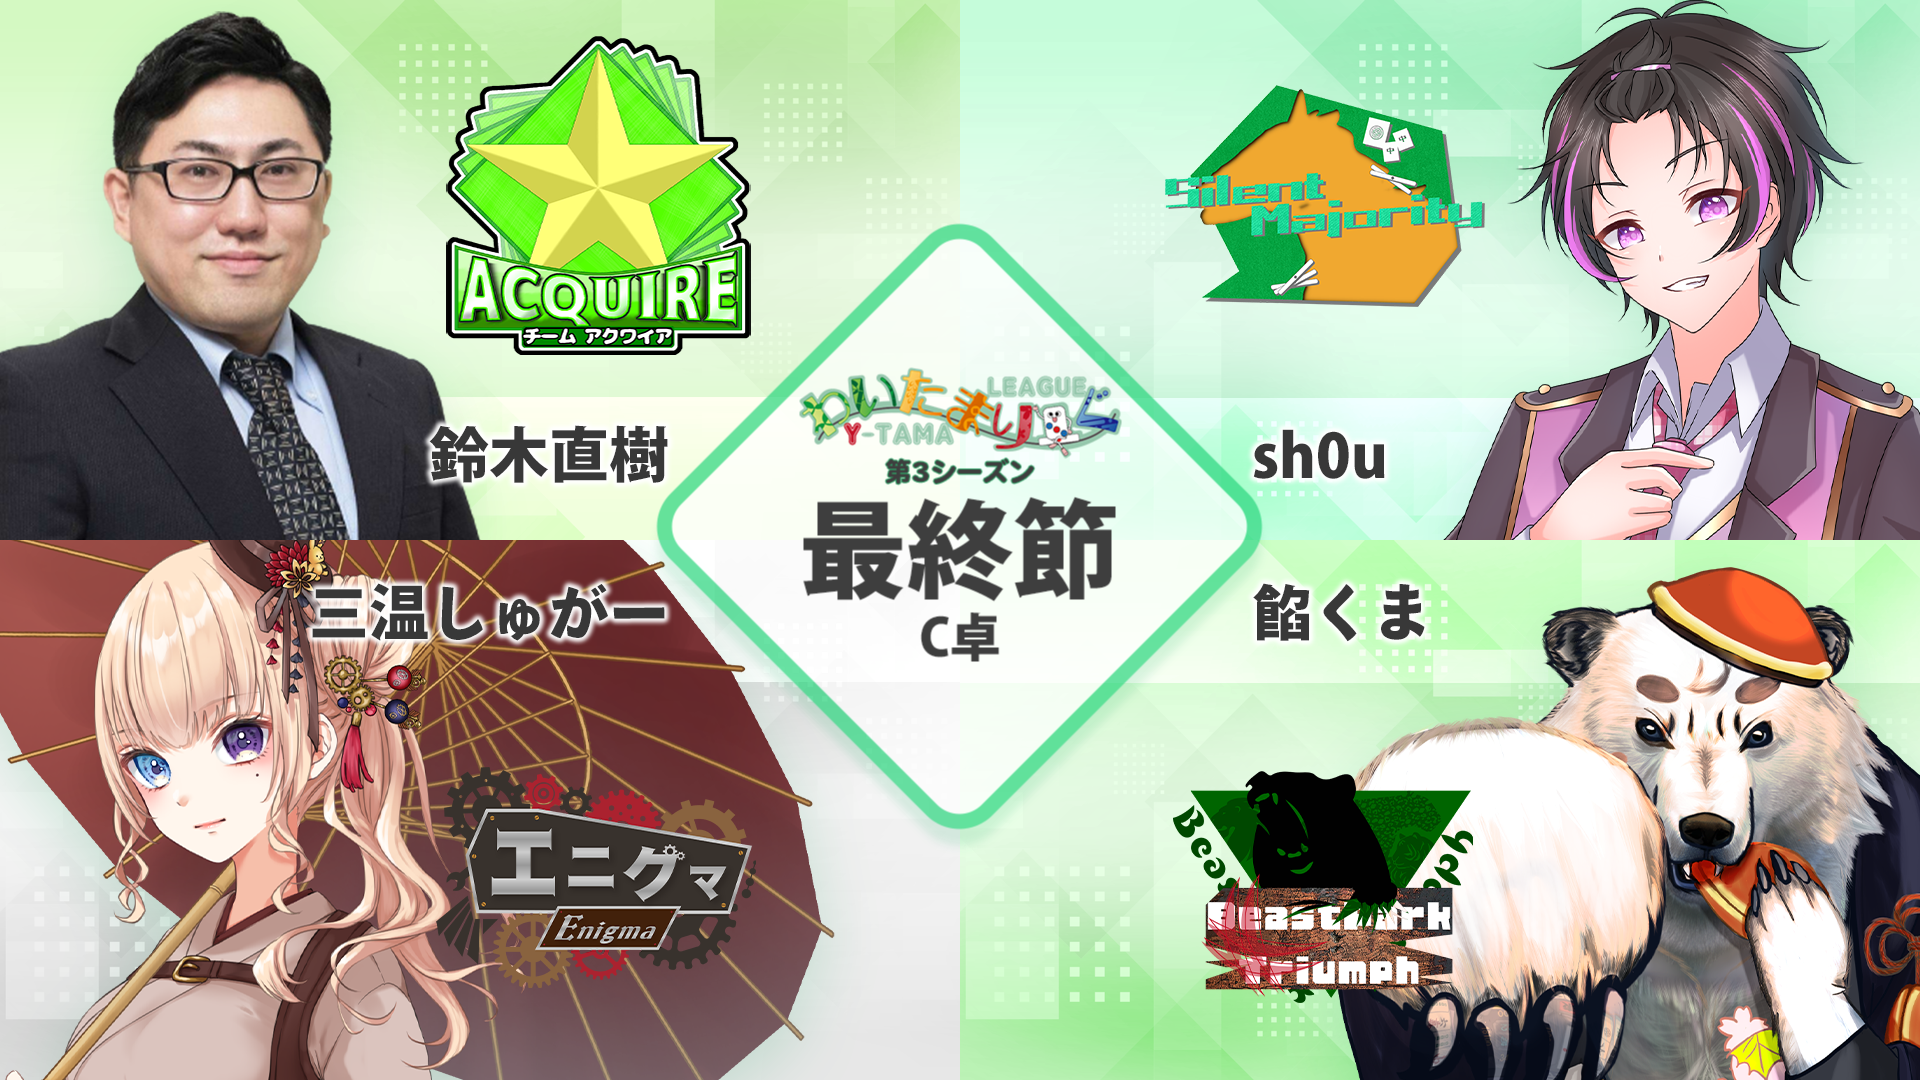 ACQUIRE
チーム アクワイア
鈴木直樹
Silent
Majority
sh0u
わいたまりーぐ
LEAGUE
Y-TAMA
第3シーズン
最終節
C卓
三温しゅがー
エニグマ
Enigma
餡くま
Triumph